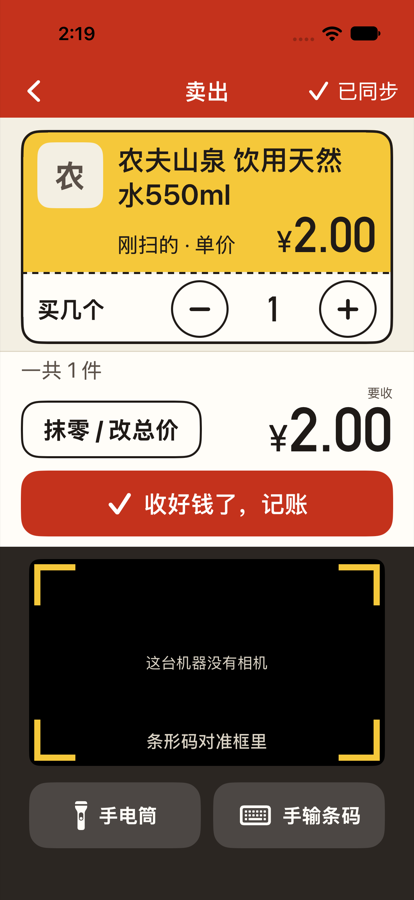 2:19
卖出
已同步
农
农夫山泉 饮用天然
水550ml
刚扫的 · 单价
¥2.00
买几个
1
一共 1 件
要收
抹零 / 改总价
¥2.00
收好钱了，记账
这台机器没有相机
条形码对准框里
手电筒
手输条码